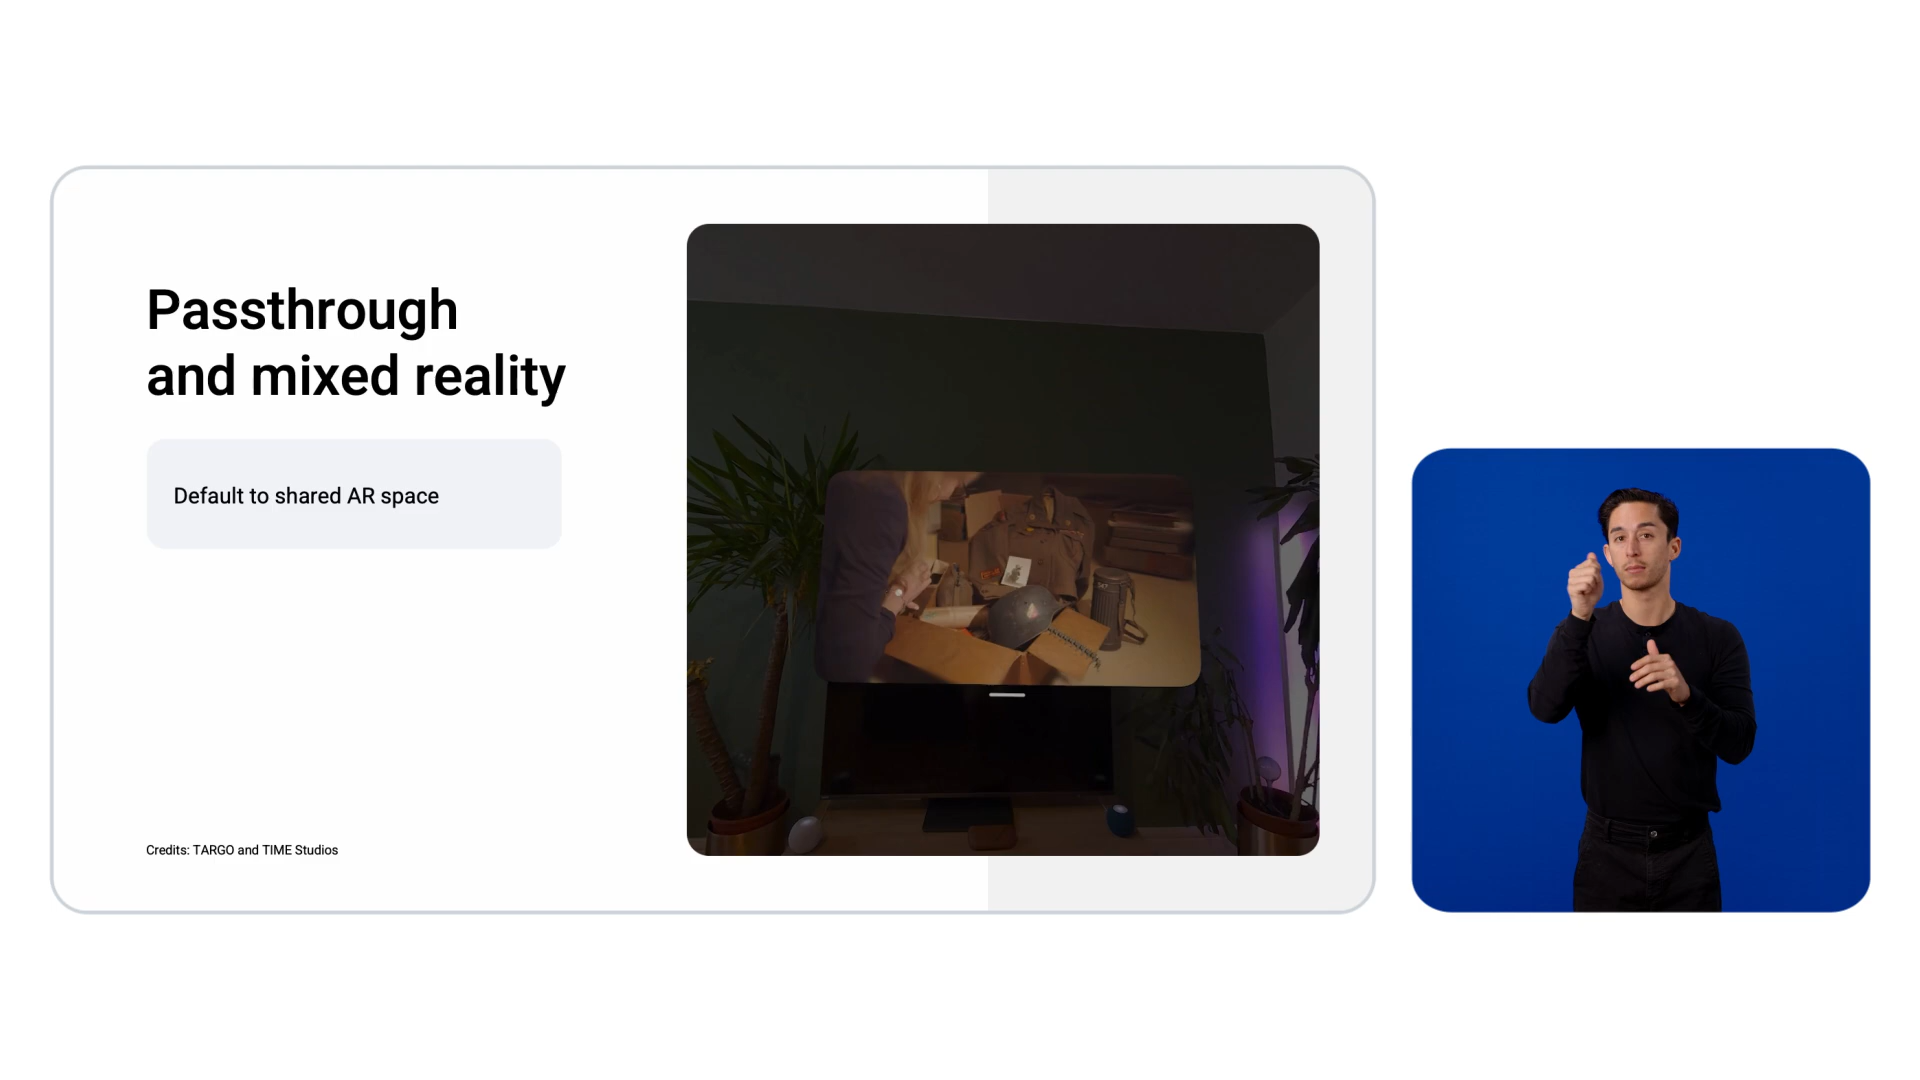 Passthrough
and mixed reality
Default to shared AR space
Credits: TARGO and TIME Studios